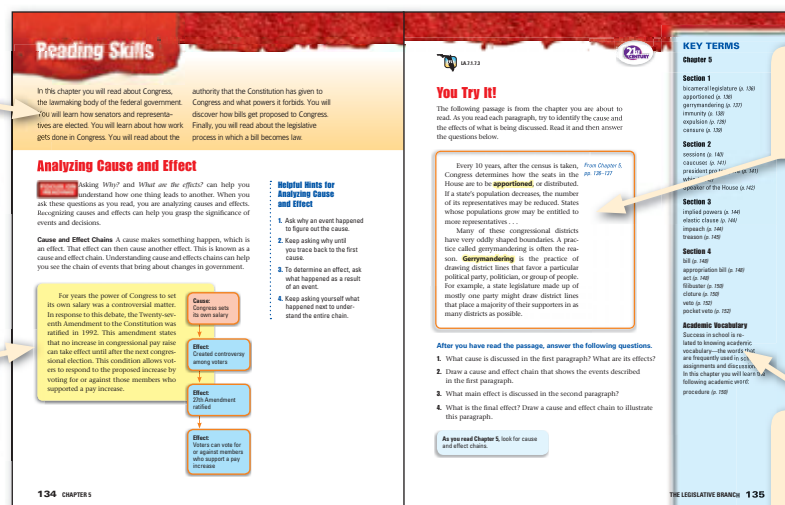 Reading Skills
In this chapter you will read about Congress,
the lawmaking body of the federal government.
You will learn how senators and representa-
tives are elected. You will learn about how work
gets done in Congress. You will read about the
authority that the Constitution has given to
Congress and what powers it forbids. You will
discover how bills get proposed to Congress.
Finally, you will read about the legislative
process in which a bill becomes law.
Analyzing Cause and Effect
FOCUS ON READING Asking Why? and What are the effects? can help you
understand how one thing leads to another. When you
ask these questions as you read, you are analyzing causes and effects.
Recognizing causes and effects can help you grasp the significance of
events and decisions.
Cause and Effect Chains A cause makes something happen, which is
an effect. That effect can then cause another effect. This is known as a
cause and effect chain. Understanding cause and effects chains can help
you see the chain of events that bring about changes in government.
Helpful Hints for
Analyzing Cause
and Effect
1. Ask why an event happened
to figure out the cause.
2. Keep asking why until
you trace back to the first
cause.
3. To determine an effect, ask
what happened as a result
of an event.
4. Keep asking yourself what
happened next to under-
stand the entire chain.
For years the power of Congress to set
its own salary was a controversial matter.
In response to this debate, the Twenty-sev-
enth Amendment to the Constitution was
ratified in 1992. This amendment states
that no increase in congressional pay raise
can take effect until after the next congres-
sional election. This condition allows vot-
ers to respond to the proposed increase by
voting for or against those members who
supported a pay increase.
Cause:
Congress sets
its own salary
Effect:
Created controversy
among voters
Effect:
27th Amendment
ratified
Effect:
Voters can vote for
or against members
who support a pay
increase
134 CHAPTER 5
LA.7.1.7.3
21st CENTURY
You Try It!
The following passage is from the chapter you are about to
read. As you read each paragraph, try to identify the cause and
the effects of what is being discussed. Read it and then answer
the questions below.
Every 10 years, after the census is taken,
Congress determines how the seats in the
House are to be apportioned, or distributed.
If a state's population decreases, the number
of its representatives may be reduced. States
whose populations grow may be entitled to
more representatives . . .
Many of these congressional districts
have very oddly shaped boundaries. A prac-
tice called gerrymandering is often the rea-
son. Gerrymandering is the practice of
drawing district lines that favor a particular
political party, politician, or group of people.
For example, a state legislature made up of
mostly one party might draw district lines
that place a majority of their supporters in as
many districts as possible.
From Chapter 5,
pp. 136–137
After you have read the passage, answer the following questions.
1. What cause is discussed in the first paragraph? What are its effects?
2. Draw a cause and effect chain that shows the events described
in the first paragraph.
3. What main effect is discussed in the second paragraph?
4. What is the final effect? Draw a cause and effect chain to illustrate
this paragraph.
As you read Chapter 5, look for cause
and effect chains.
KEY TERMS
Chapter 5
Section 1
bicameral legislature (p. 136)
apportioned (p. 136)
gerrymandering (p. 137)
immunity (p. 138)
expulsion (p. 139)
censure (p. 139)
Section 2
sessions (p. 140)
caucuses (p. 141)
president pro (p. 141)
Speaker of the House (p. 142)
Section 3
implied powers (p. 144)
elastic clause (p. 144)
impeach (p. 144)
treason (p. 145)
Section 4
bill (p. 148)
appropriation bill (p. 148)
act (p. 148)
filibuster (p. 150)
cloture (p. 150)
veto (p. 152)
pocket veto (p. 152)
Academic Vocabulary
Success in school is re-
lated to knowing academic
vocabulary—the words that
are frequently used in
assignments and
In this chapter you will learn the
following academic word:
procedure (p. 150)
THE LEGISLATIVE BRANCH 135